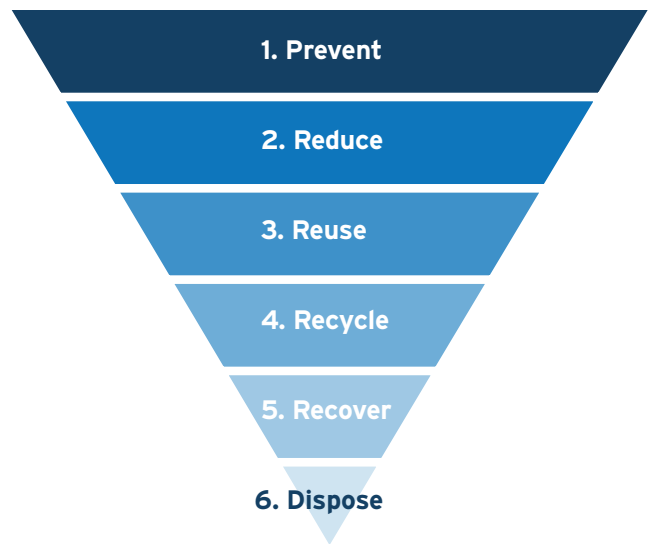 1. Prevent
2. Reduce
3. Reuse
4. Recycle
5. Recover
6. Dispose